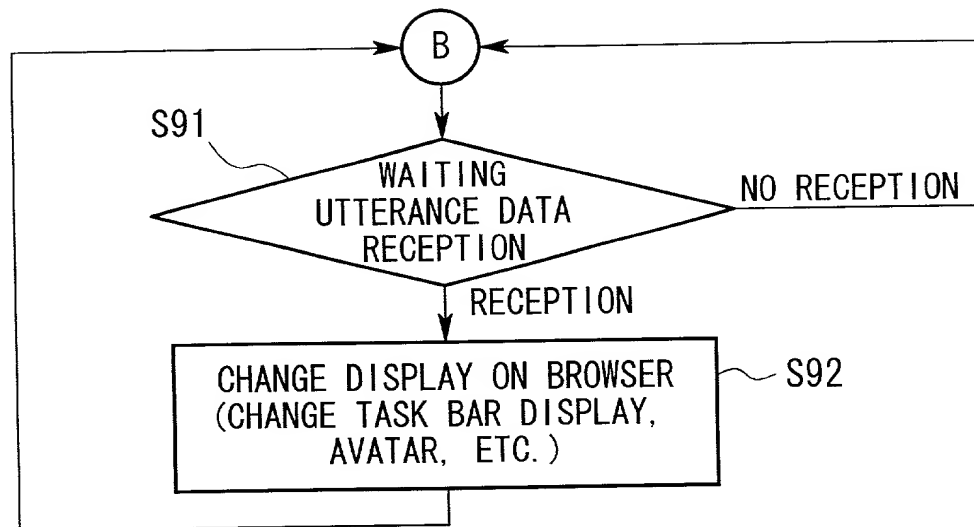 B
S91
WAITING
UTTERANCE DATA
RECEPTION
NO RECEPTION
RECEPTION
CHANGE DISPLAY ON BROWSER
(CHANGE TASK BAR DISPLAY,
AVATAR, ETC.)
S92